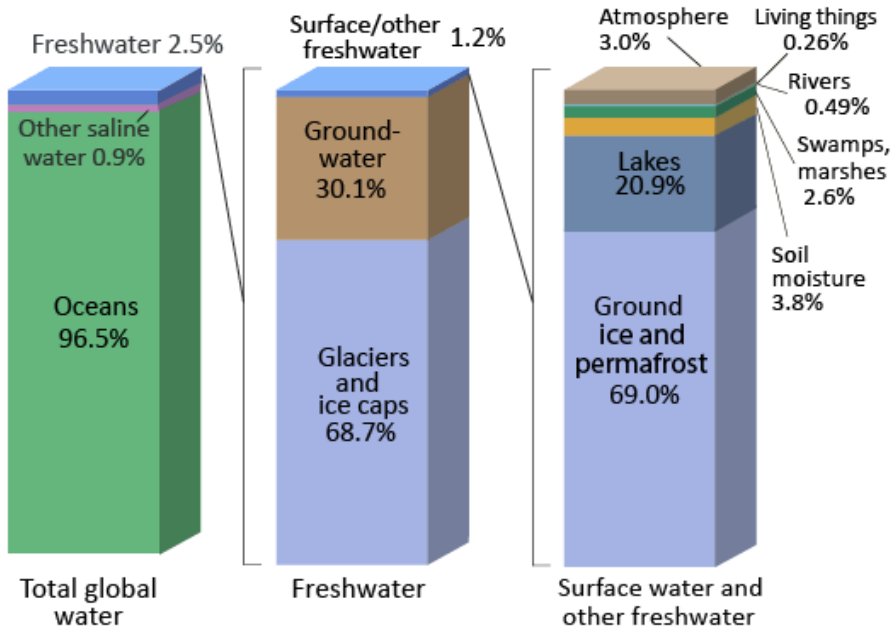 Freshwater 2.5%
Other saline
water 0.9%
Oceans
96.5%
Total global
water
Surface/other
freshwater
1.2%
Ground-
water
30.1%
Glaciers
and
ice caps
68.7%
Freshwater
Atmosphere
3.0%
Living things
0.26%
Rivers
0.49%
Swamps,
marshes
2.6%
Soil
moisture
3.8%
Lakes
20.9%
Ground
ice and
permafrost
69.0%
Surface water and
other freshwater